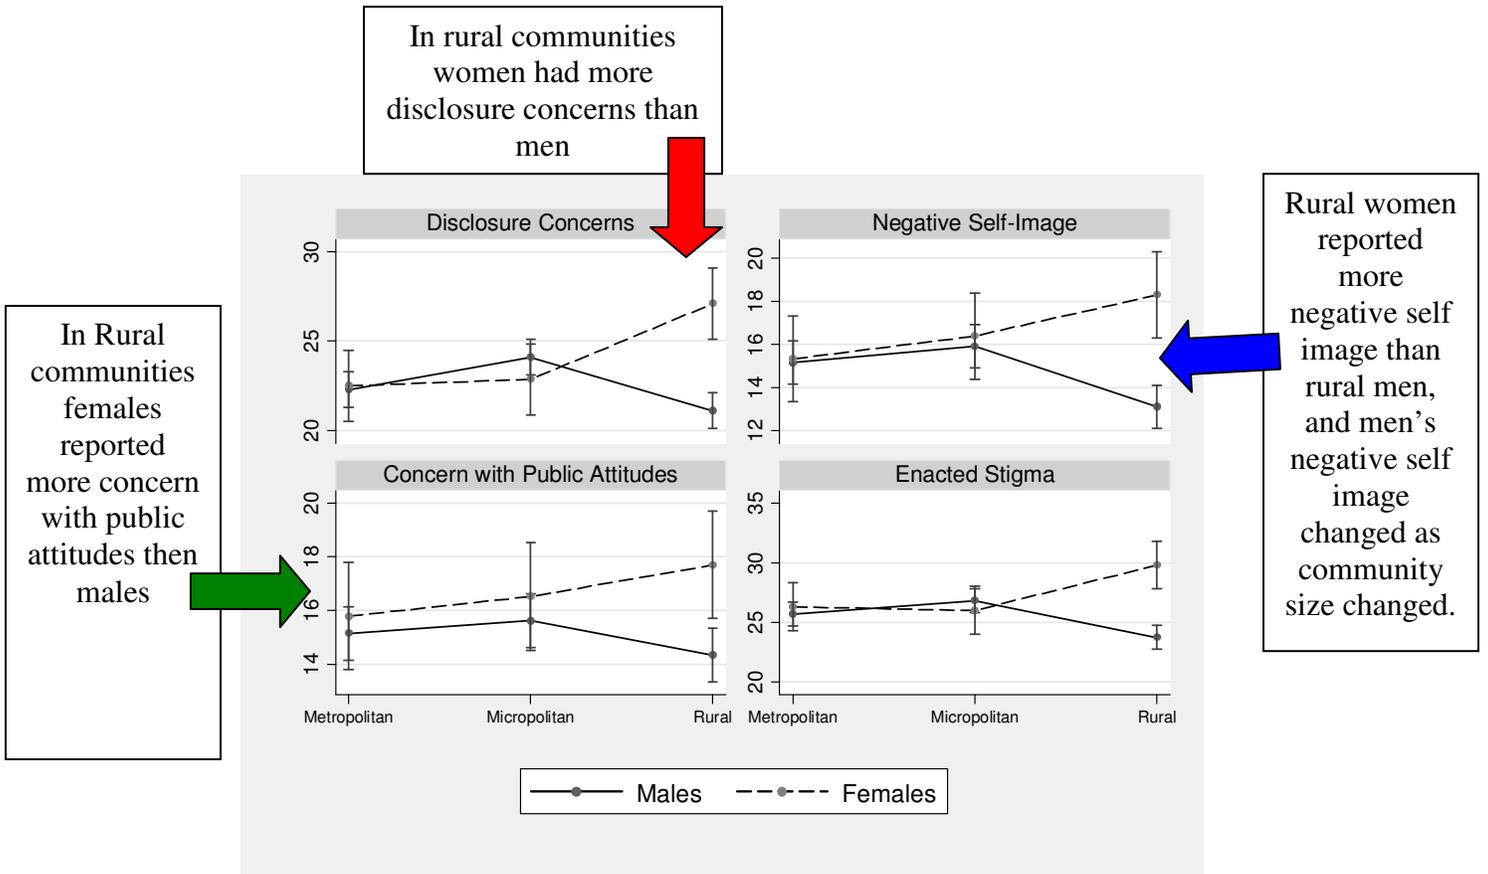 In rural communities
women had more
disclosure concerns than
men
In Rural
communities
females
reported
more concern
with public
attitudes then
males
Rural women
reported
more
negative self
image than
rural men,
and men’s
negative self
image
changed as
community
size changed.
Disclosure Concerns
30
25
20
Negative Self-Image
20
18
16
14
12
Concern with Public Attitudes
20
18
16
14
Metropolitan Micropolitan Rural
Enacted Stigma
35
30
25
20
Metropolitan Micropolitan Rural
Males Females